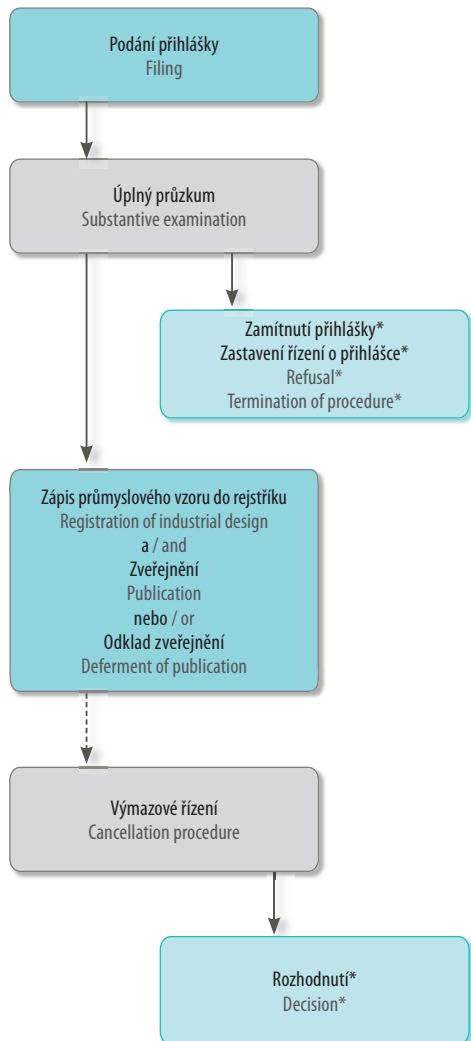 Podání přihlášky
Filing
Úplný průzkum
Substantive examination
Zamítnutí přihlášky*
Zastavení řízení o přihlášce*
Refusal*
Termination of procedure*
Zápis průmyslového vzoru do rejstříku
Registration of industrial design
a / and
Zveřejnění
Publication
nebo / or
Odklad zveřejnění
Deferment of publication
Výmazové řízení
Cancellation procedure
Rozhodnutí*
Decision*